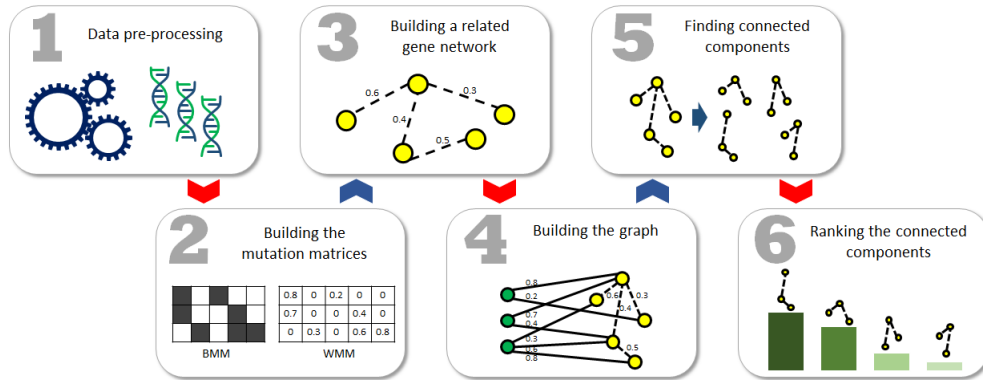 1
Data pre-processing
2
Building the
mutation matrices
0.8 0 0.2 0 0
0.7 0 0 0.4 0
0 0.3 0 0.6 0.8
BMM
WMM
3
Building a related
gene network
0.6
0.3
0.4
0.5
4
Building the graph
0.8
0.2
0.7
0.4
0.3
0.6
0.8
0.6
0.3
0.4
0.5
5
Finding connected
components
6
Ranking the connected
components